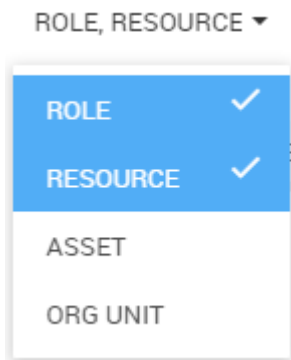 ROLE, RESOURCE
ROLE
RESOURCE
ASSET
ORG UNIT